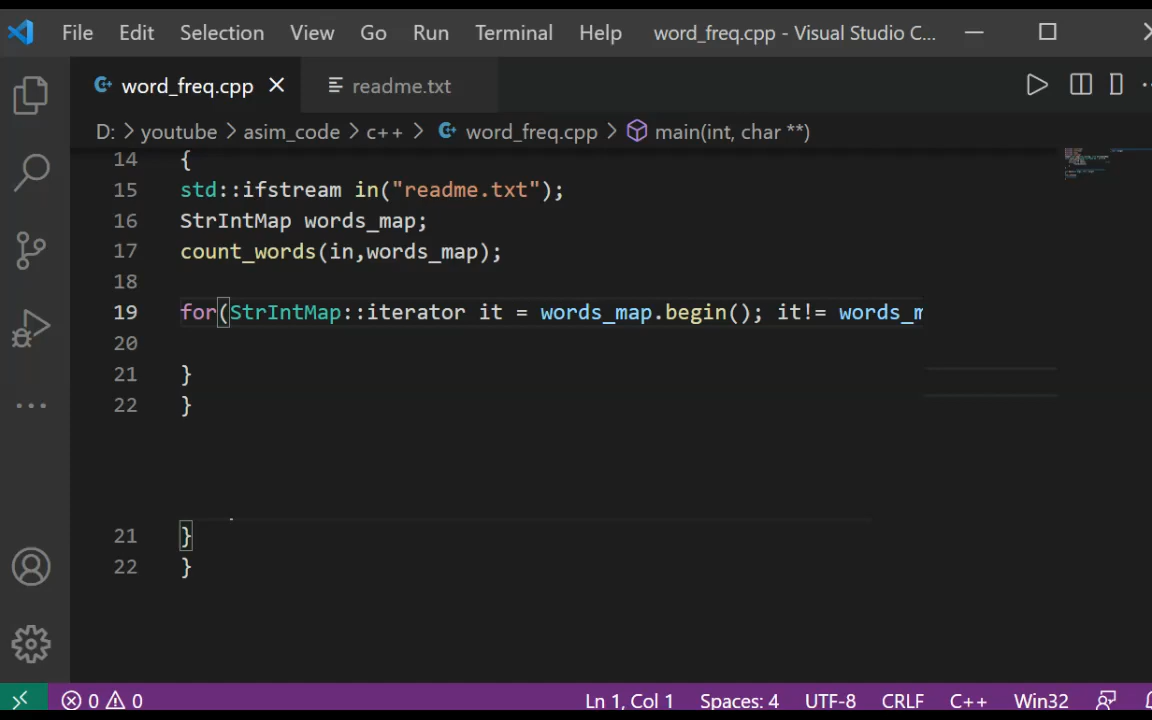 File Edit Selection View Go Run Terminal Help word_freq.cpp - Visual Studio C...
word_freq.cpp readme.txt
D: > youtube > asim_code > c++ > word_freq.cpp > main(int, char **)
14 {
15 std::ifstream in("readme.txt");
16 StrIntMap words_map;
17 count_words(in,words_map);
18
19 for(StrIntMap::iterator it = words_map.begin(); it!= words_m
20
21 }
22 }
21 }
22 }
0 0 Ln 1, Col 1 Spaces: 4 UTF-8 CRLF C++ Win32